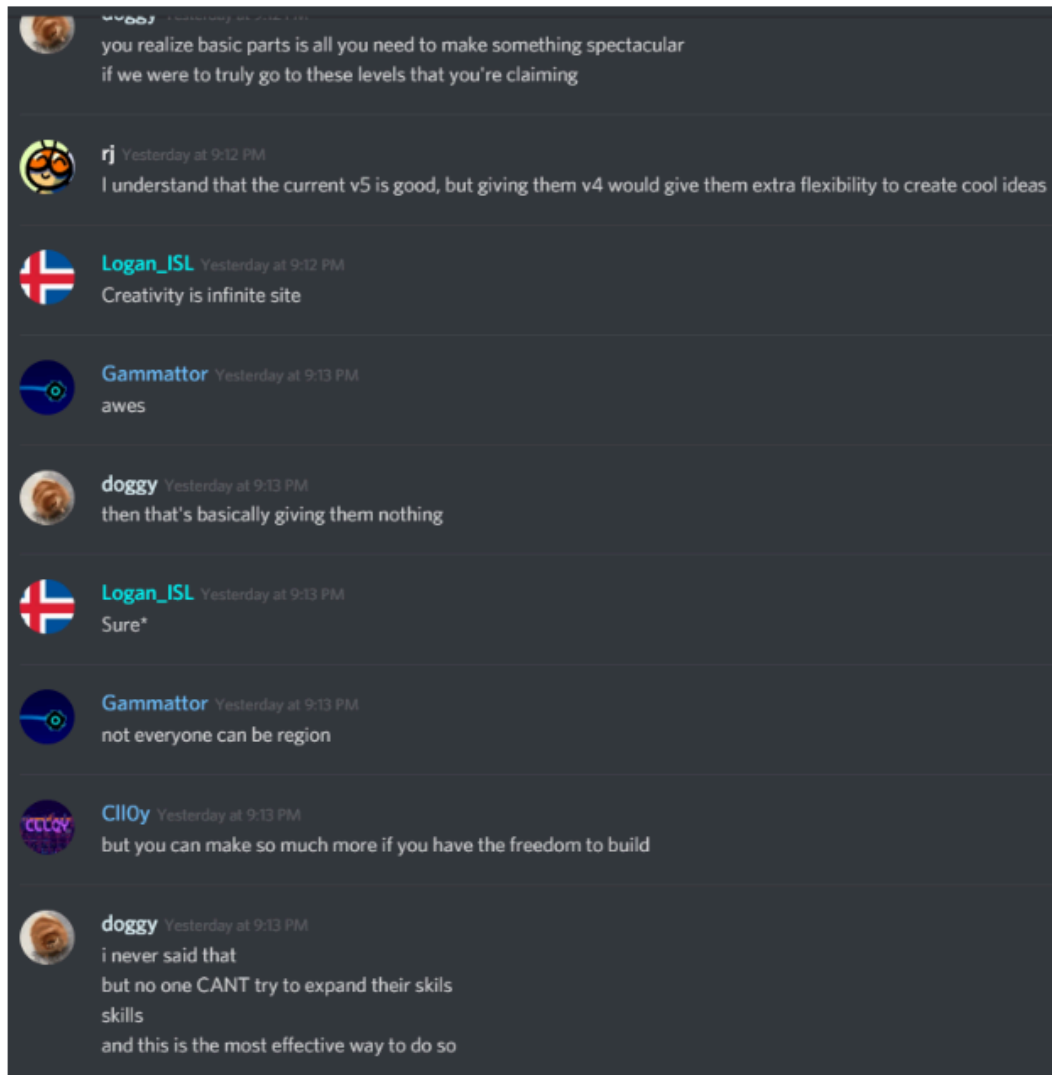 doggy Yesterday at 9:12 PM
you realize basic parts is all you need to make something spectacular
if we were to truly go to these levels that you're claiming
rj Yesterday at 9:12 PM
I understand that the current v5 is good, but giving them v4 would give them extra flexibility to create cool ideas
Logan_ISL Yesterday at 9:12 PM
Creativity is infinite site
Gammattor Yesterday at 9:13 PM
awes
doggy Yesterday at 9:13 PM
then that's basically giving them nothing
Logan_ISL Yesterday at 9:13 PM
Sure*
Gammattor Yesterday at 9:13 PM
not everyone can be region
Cll0y Yesterday at 9:13 PM
but you can make so much more if you have the freedom to build
doggy Yesterday at 9:13 PM
i never said that
but no one CANT try to expand their skils
skills
and this is the most effective way to do so